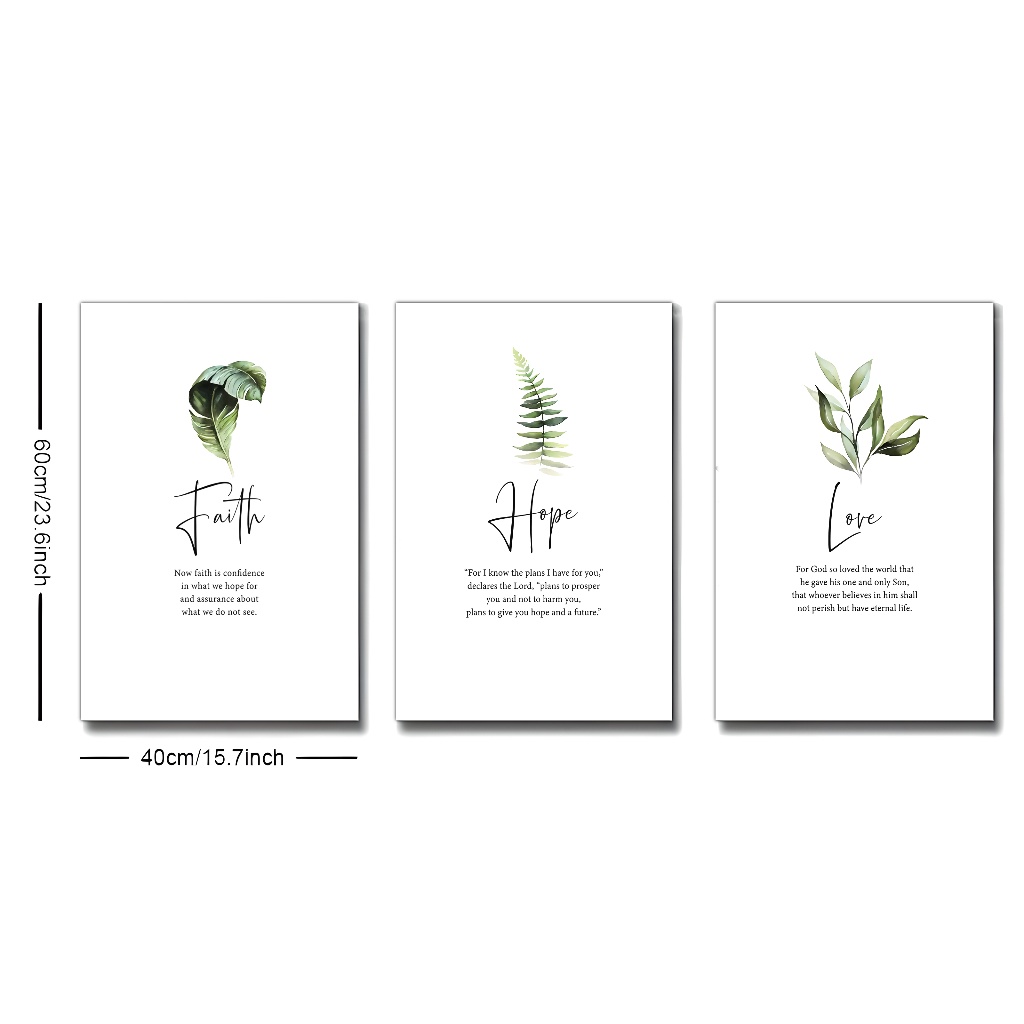 60cm/23.6inch
Faith
Now faith is confidence
in what we hope for
and assurance about
what we do not see.
Hope
“For I know the plans I have for you,”
declares the Lord, “plans to prosper
you and not to harm you,
plans to give you hope and a future.”
Love
For God so loved the world that
he gave his one and only Son,
that whoever believes in him shall
not perish but have eternal life.
40cm/15.7inch